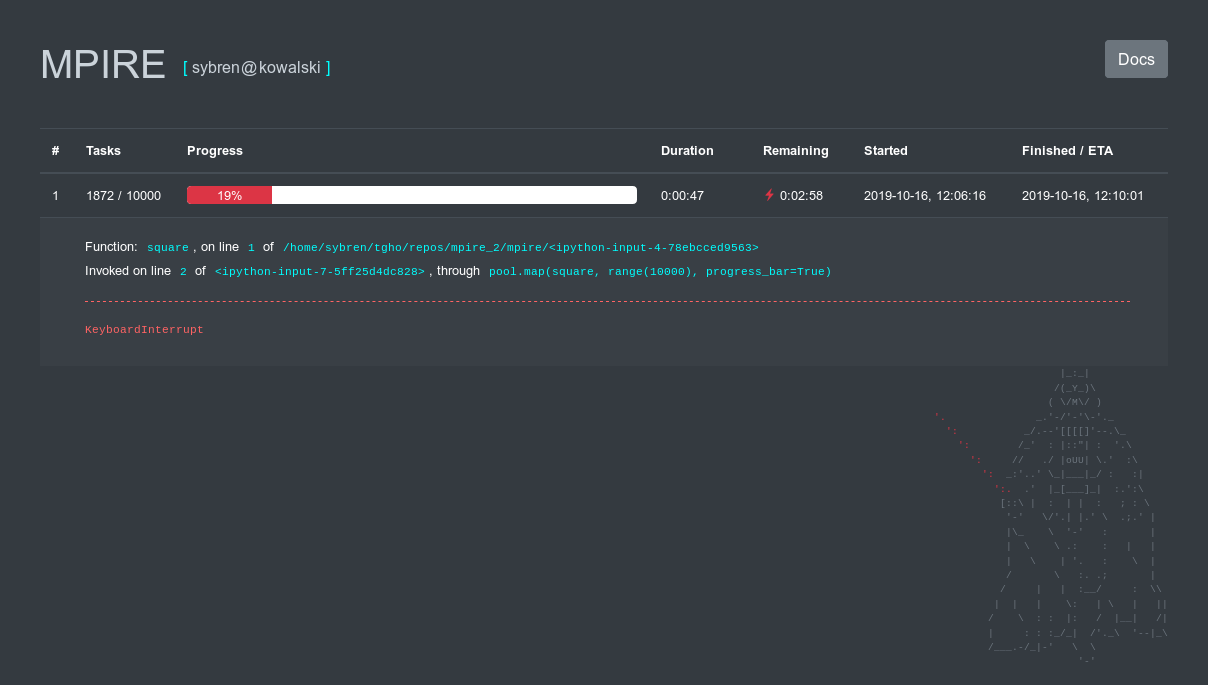 MPIRE [ sybren@kowalski ]
Docs
# Tasks Progress Duration Remaining Started Finished / ETA
1 1872 / 10000 19% 0:00:47 0:02:58 2019-10-16, 12:06:16 2019-10-16, 12:10:01
Function: square , on line 1 of /home/sybren/tgho/repos/mpire_2/mpire/<ipython-input-4-78ebcced9563>
Invoked on line 2 of <ipython-input-7-5ff25d4dc828> , through pool.map(square, range(10000), progress_bar=True)
KeyboardInterrupt